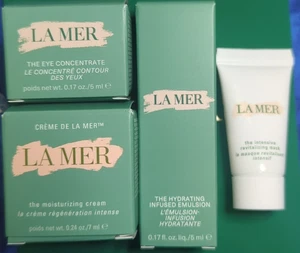 LA MER
THE EYE CONCENTRATE
LE CONCENTRÉ CONTOUR
DES YEUX
poids net wt. 0.17 oz. / 5 ml ℮
CRÈME DE LA MER™
LA MER
the moisturizing cream
la crème régénération intense
poids net wt. 0.24 oz. / 7 ml ℮
LA MER
THE HYDRATING
INFUSED EMULSION
L'ÉMULSION-
INFUSION
HYDRATANTE
0.17 fl. oz. liq. / 5 ml ℮
LA MER
the intensive
revitalizing mask
le masque revitalisant
intensif